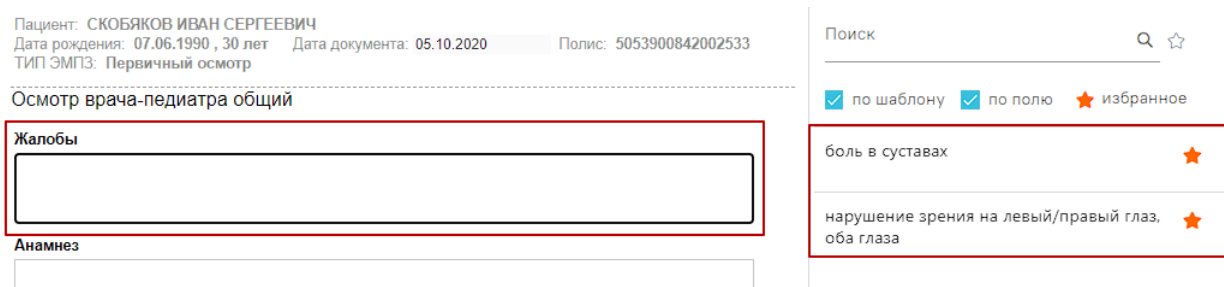 Пациент: СКОБЯКОВ ИВАН СЕРГЕЕВИЧ
Дата рождения: 07.06.1990 , 30 лет Дата документа: 05.10.2020 Полис: 5053900842002533
ТИП ЭМПЗ: Первичный осмотр
Осмотр врача-педиатра общий
Жалобы
Анамнез
Поиск
по шаблону по полю избранное
боль в суставах
нарушение зрения на левый/правый глаз,
оба глаза